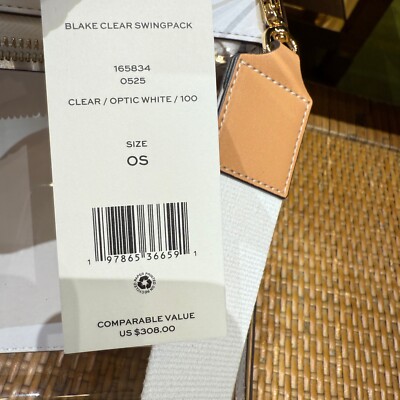 BLAKE CLEAR SWINGPACK
165834
0525
CLEAR / OPTIC WHITE / 100
SIZE
OS
1 97865 36659 1
COMPARABLE VALUE
US $308.00